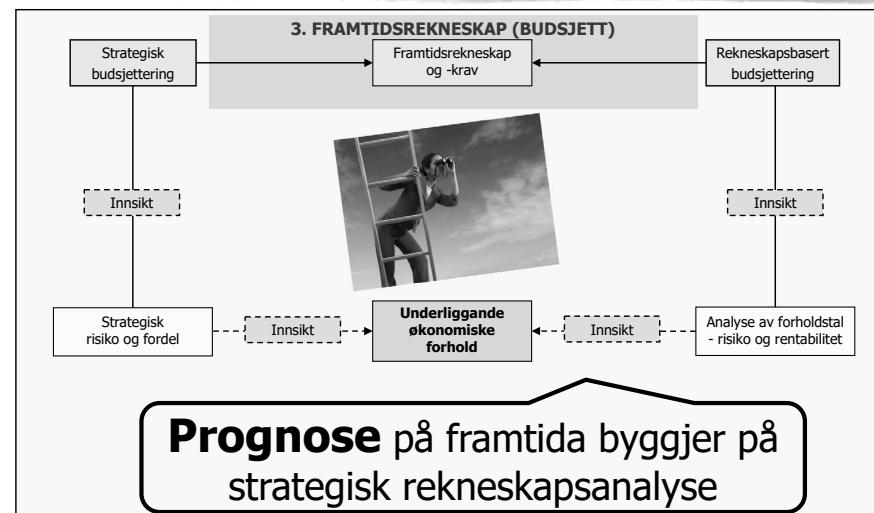 3. FRAMTIDSREKNESKAP (BUDSJETT)
Strategisk
budsjettering
Framtidsrekneskap
og -krav
Rekneskapsbasert
budsjettering
Innsikt
Innsikt
Strategisk
risiko og fordel
Innsikt
Underliggande
økonomiske
forhold
Innsikt
Analyse av forholdstal
- risiko og rentabilitet
Prognose på framtida byggjer på
strategisk rekneskapsanalyse